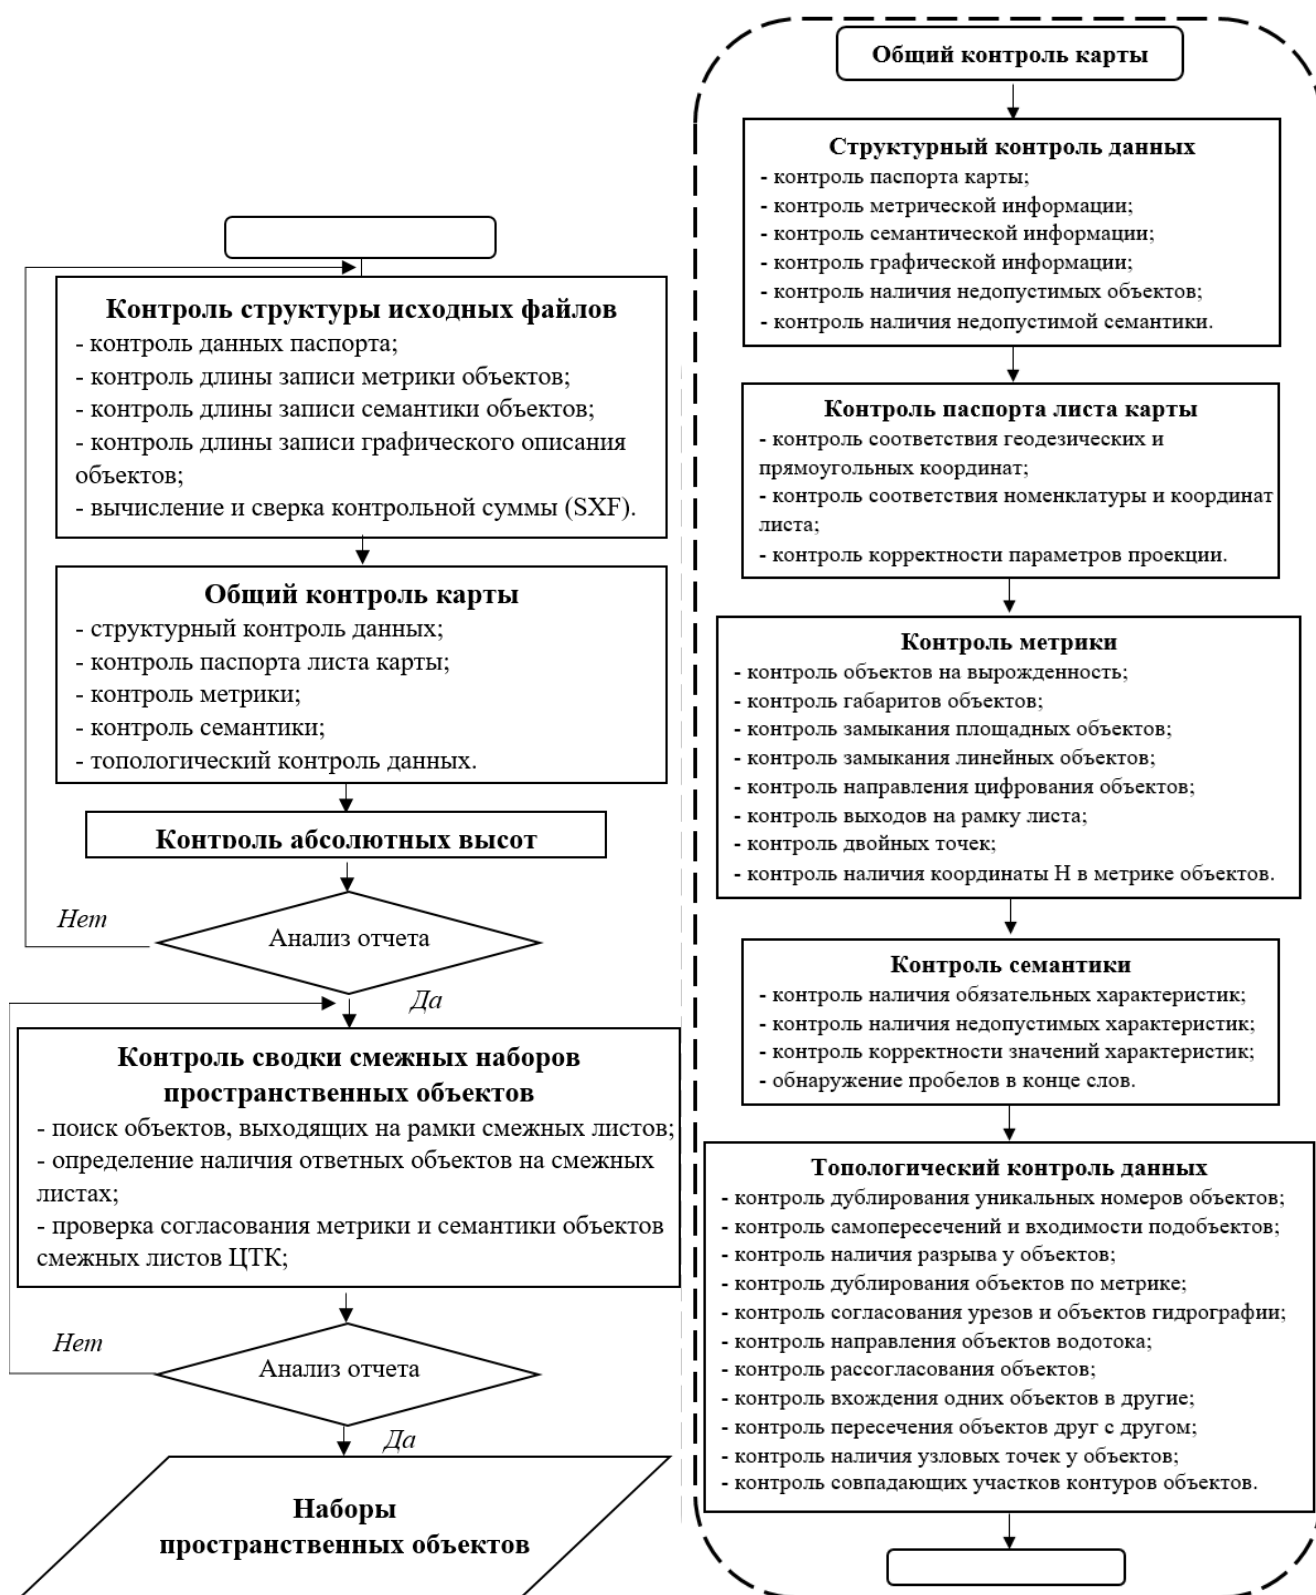 Контроль структуры исходных файлов
- контроль данных паспорта;
- контроль длины записи метрики объектов;
- контроль длины записи семантики объектов;
- контроль длины записи графического описания
объектов;
- вычисление и сверка контрольной суммы (SXF).
Общий контроль карты
- структурный контроль данных;
- контроль паспорта листа карты;
- контроль метрики;
- контроль семантики;
- топологический контроль данных.
Контроль абсолютных высот
Нет
Анализ отчета
Да
Контроль сводки смежных наборов
пространственных объектов
- поиск объектов, выходящих на рамки смежных листов;
- определение наличия ответных объектов на смежных
листах;
- проверка согласования метрики и семантики объектов
смежных листов ЦТК;
Нет
Анализ отчета
Да
Наборы
пространственных объектов
Общий контроль карты
Структурный контроль данных
- контроль паспорта карты;
- контроль метрической информации;
- контроль семантической информации;
- контроль графической информации;
- контроль наличия недопустимых объектов;
- контроль наличия недопустимой семантики.
Контроль паспорта листа карты
- контроль соответствия геодезических и
прямоугольных координат;
- контроль соответствия номенклатуры и координат
листа;
- контроль корректности параметров проекции.
Контроль метрики
- контроль объектов на вырожденность;
- контроль габаритов объектов;
- контроль замыкания площадных объектов;
- контроль замыкания линейных объектов;
- контроль направления цифрования объектов;
- контроль выходов на рамку листа;
- контроль двойных точек;
- контроль наличия координаты Н в метрике объектов.
Контроль семантики
- контроль наличия обязательных характеристик;
- контроль наличия недопустимых характеристик;
- контроль корректности значений характеристик;
- обнаружение пробелов в конце слов.
Топологический контроль данных
- контроль дублирования уникальных номеров объектов;
- контроль самопересечений и входимости подобъектов;
- контроль наличия разрыва у объектов;
- контроль дублирования объектов по метрике;
- контроль согласования урезов и объектов гидрографии;
- контроль направления объектов водотока;
- контроль рассогласования объектов;
- контроль вхождения одних объектов в другие;
- контроль пересечения объектов друг с другом;
- контроль наличия узловых точек у объектов;
- контроль совпадающих участков контуров объектов.